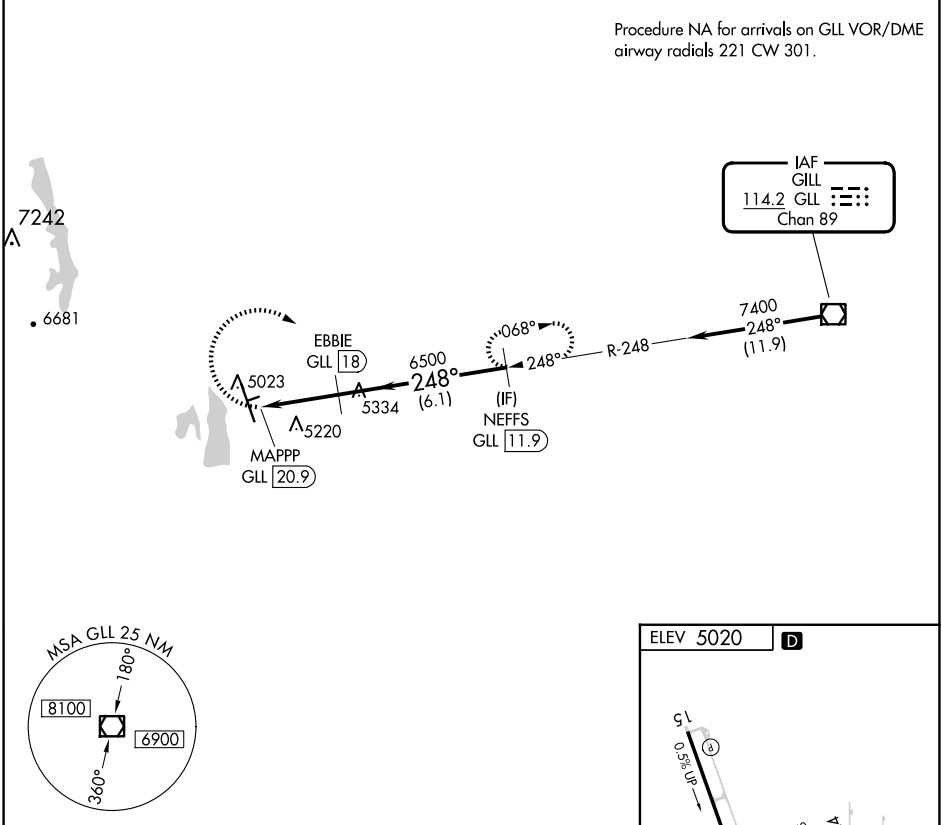 Procedure NA for arrivals on GLL VOR/DME
airway radials 221 CW 301.
IAF
GILL
114.2 GLL
Chan 89
7242
6681
7400
248°
(11.9)
R-248
068°
248°
EBBIE
GLL 18
6500
248°
(6.1)
5023
5334
5220
(IF)
NEFFS
GLL 11.9
MAPPP
GLL 20.9
MSA GLL 25 NM
180°
8100
6900
360°
ELEV 5020
D
15
P
0.5% UP